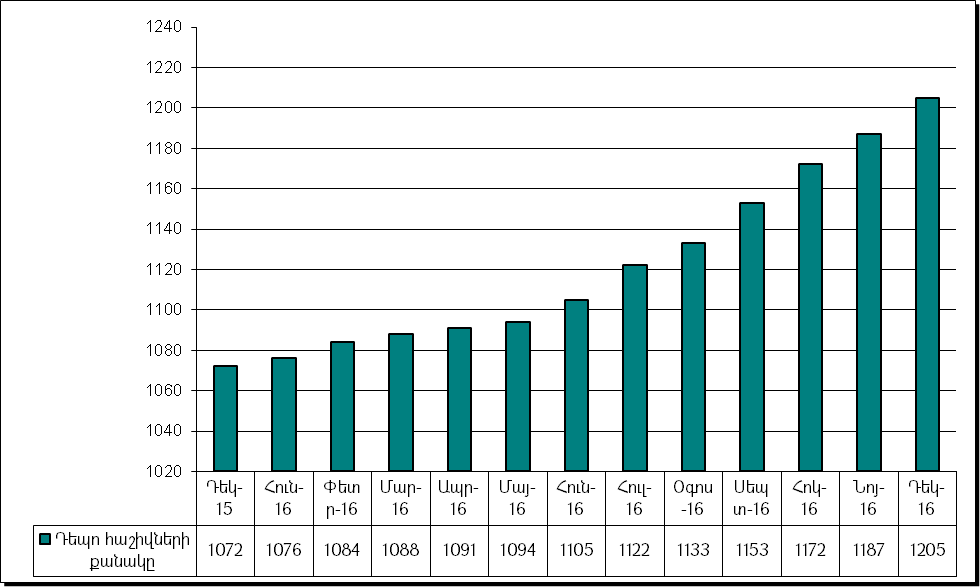 1240
1220
1200
1180
1160
1140
1120
1100
1080
1060
1040
1020
Դեկ- Հուն- Փետ Մար- Ապր- Մայ- Հուն- Հուլ- Օգոս Սեպ Հոկ- Նոյ- Դեկ-
15 16 ր-16 16 16 16 16 16 -16 տ-16 16 16 16
Դեպո հաշիվների
քանակը
1072 1076 1084 1088 1091 1094 1105 1122 1133 1153 1172 1187 1205